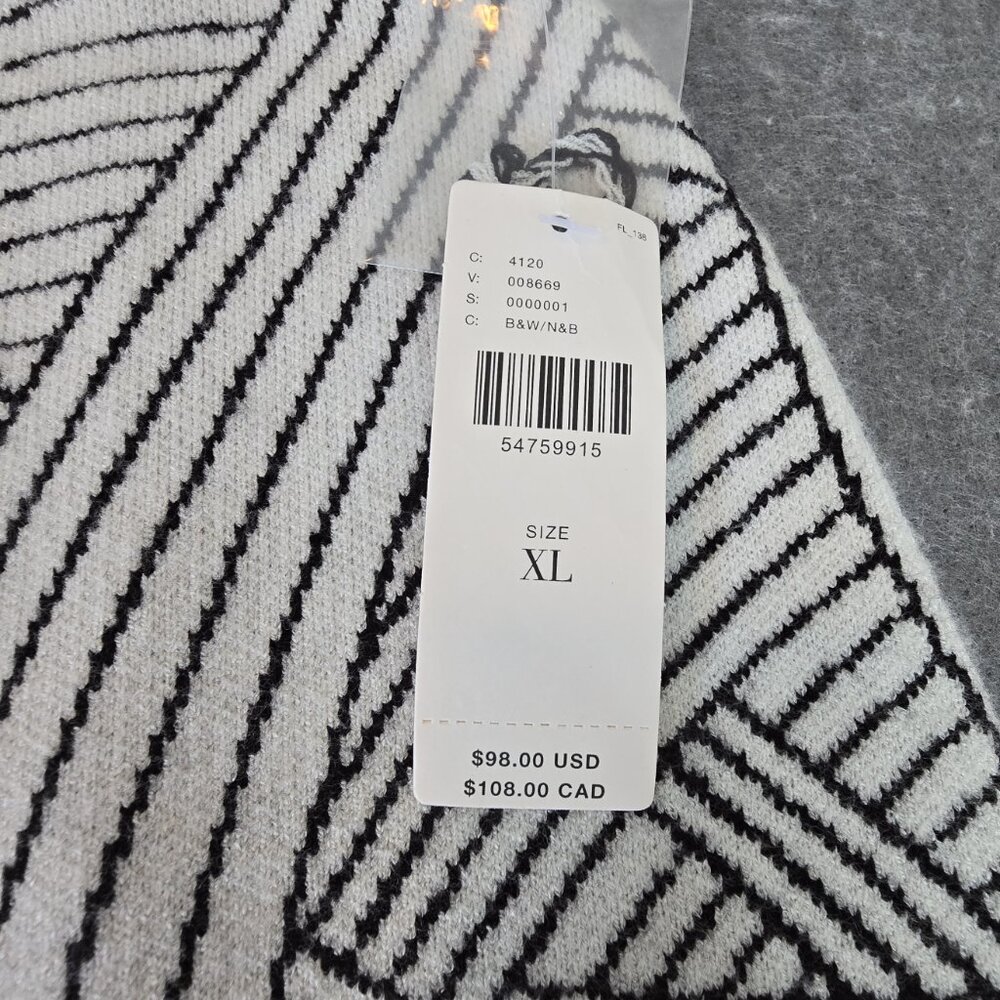 FL_138
C: 4120
V: 008669
S: 0000001
C: B&W/N&B
54759915
SIZE
XL
$98.00 USD
$108.00 CAD